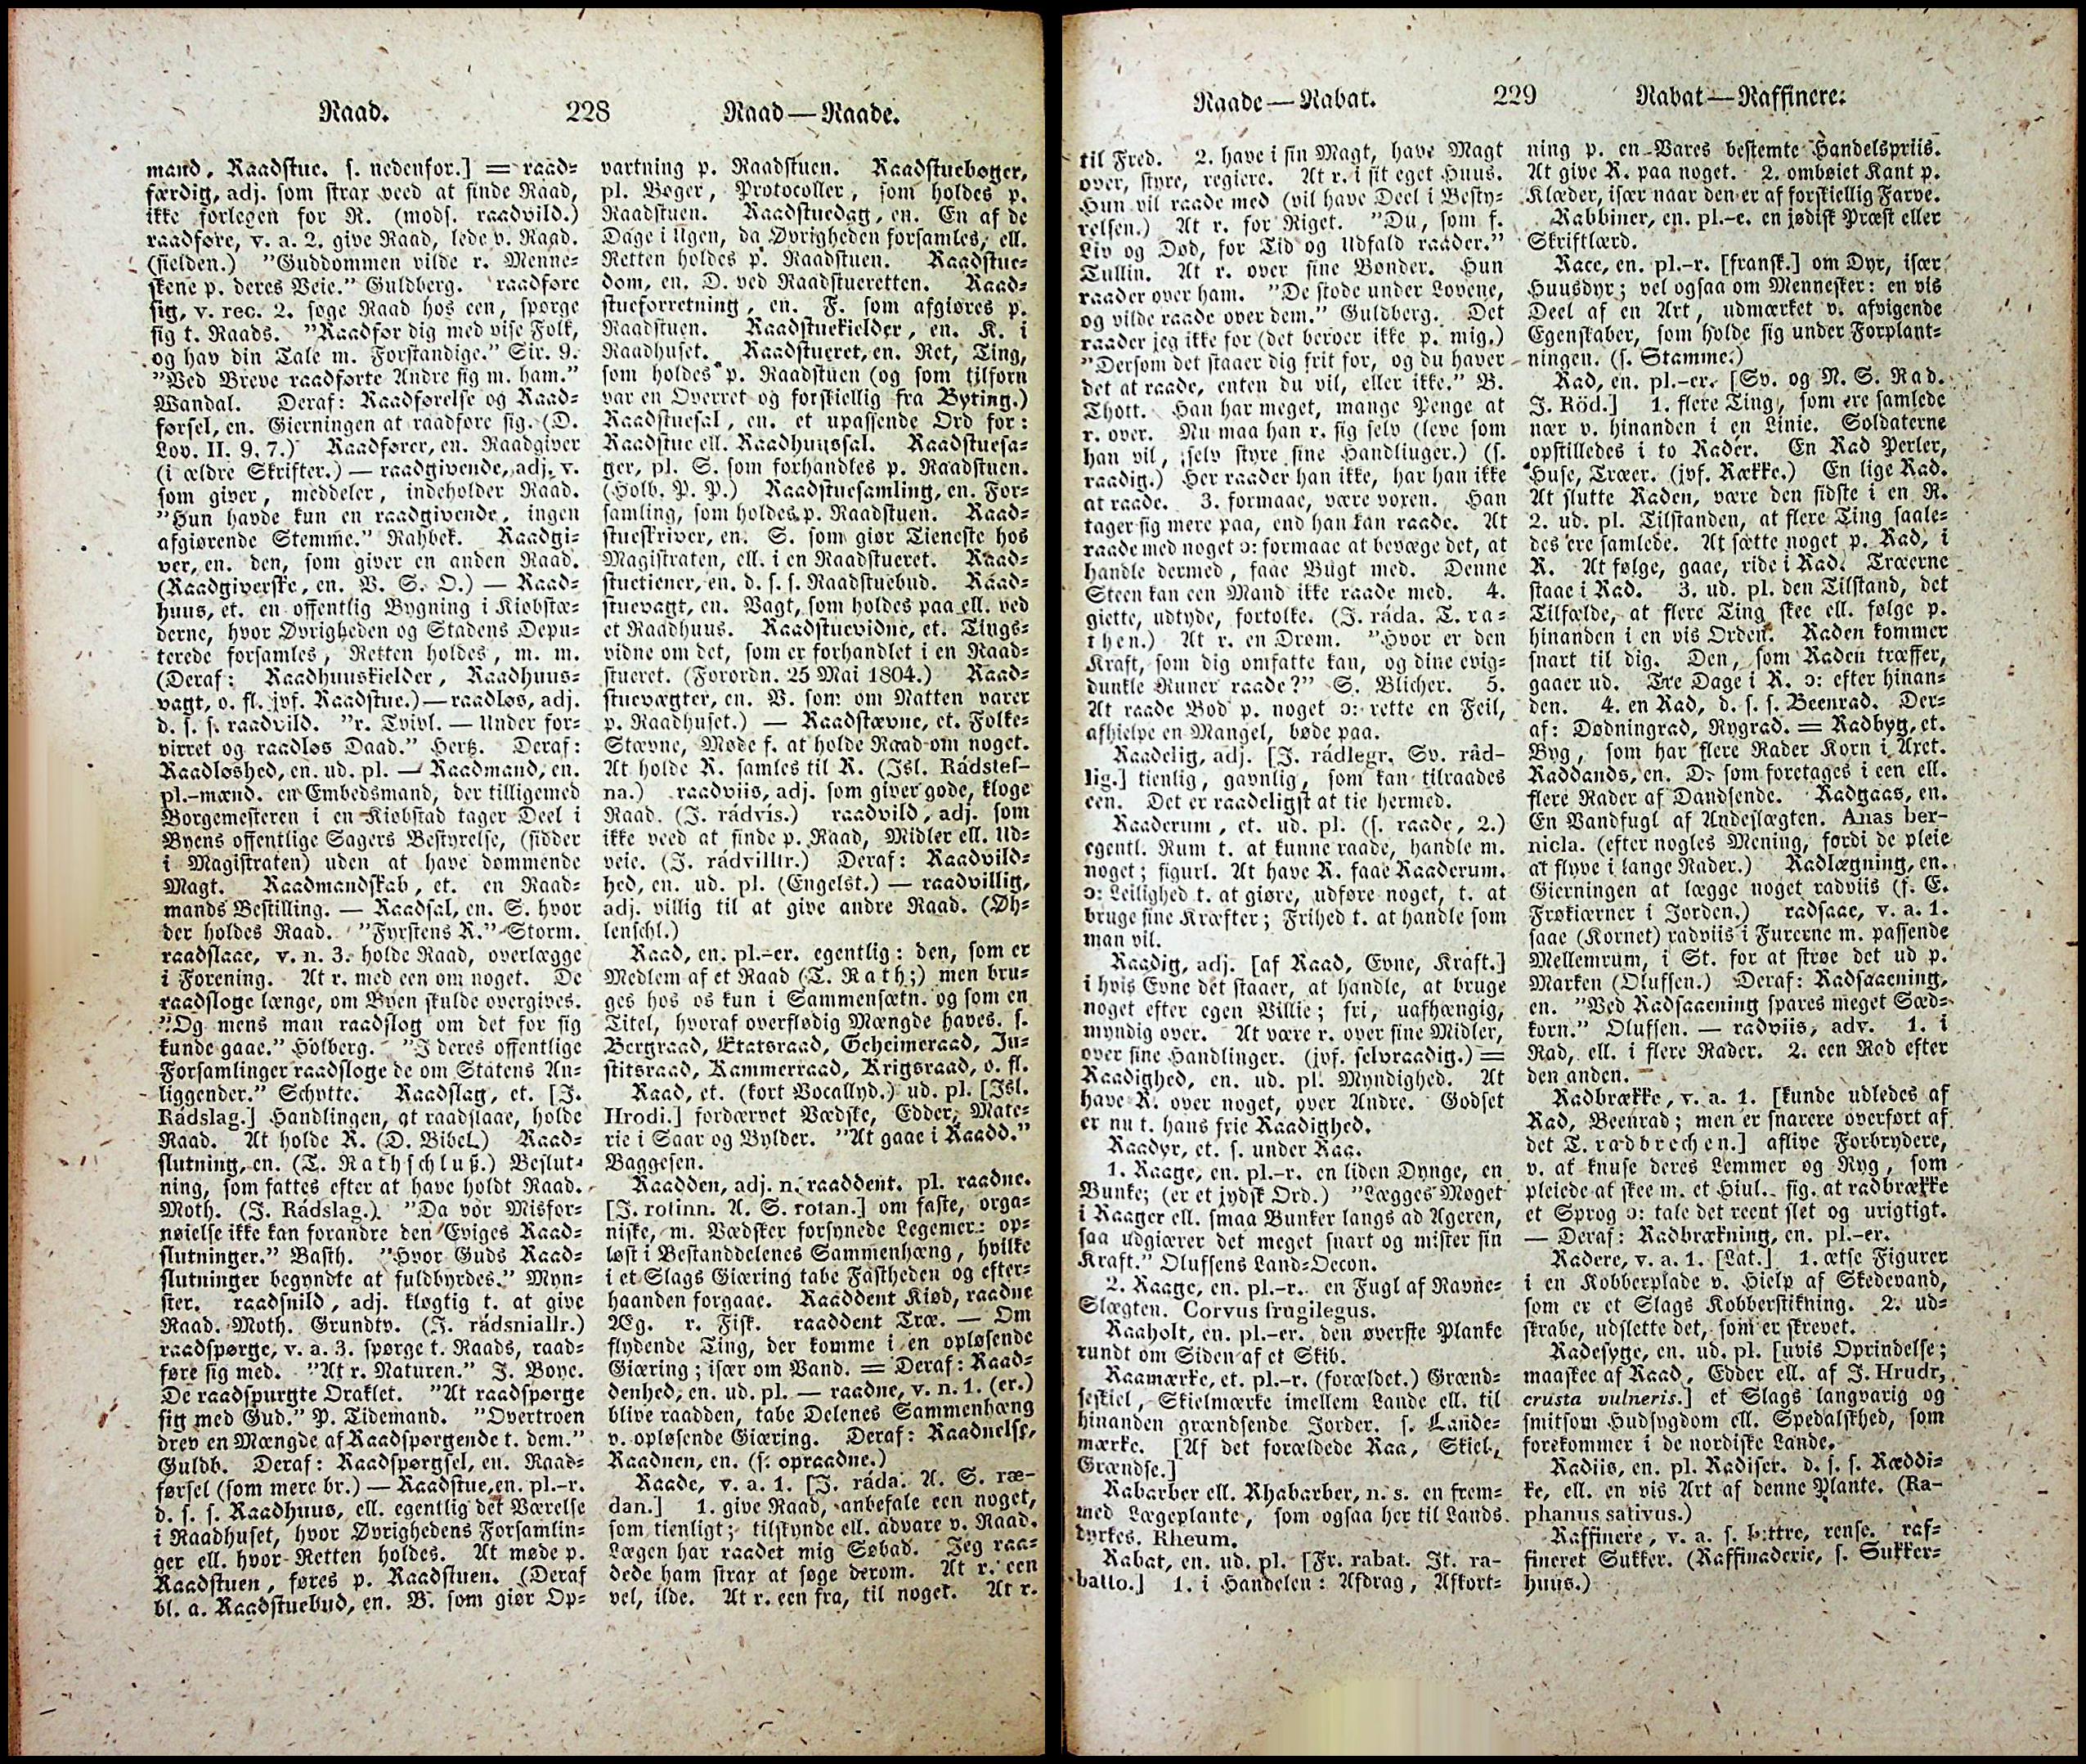 Raad.
228
Raad — Raade.
mand. Raadstue. s. nedenfor.] = raad=
færdig, adj. som strax veed at finde Raad,
ikke forlegen for R. (mods. raadvild.)
raadføre, v. a. 2. give Raad, lede v. Raad.
(sielden.) "Guddommen vilde r. Menne=
skene p. deres Veie." Guldberg. raadføre
sig, v. rec. 2. søge Raad hos een, spørge
sig t. Raads. "Raadfør dig med vise Folk,
og hav din Tale m. Forstandige." Sir. 9.
"Ved Breve raadførte Andre sig m. ham."
Wandal. Deraf: Raadførelse og Raad=
førsel, en. Gierningen at raadføre sig. (D.
Lov. II. 9. 7.) Raadfører, en. Raadgiver
(i ældre Skrifter.) — raadgivende, adj. v.
som giver, meddeler, indeholder Raad.
"Hun havde kun en raadgivende, ingen
afgiørende Stemme." Rahbek. Raadgi=
ver, en. den, som giver en anden Raad.
(Raadgiverske, en. V. S. O.) — Raad=
huus, et. en offentlig Bygning i Kiøbstæ=
derne, hvor Øvrigheden og Stadens Depu=
terede forsamles, Retten holdes, m. m.
(Deraf: Raadhuuskielder, Raadhuus=
vagt, o. fl. jvf. Raadstue.) — raadløs, adj.
d. s. s. raadvild. "r. Tvivl. — Under for=
virret og raadløs Daad." Hertz. Deraf:
Raadløshed, en. ud. pl. — Raadmand, en.
pl.-mænd. en Embedsmand, der tilligemed
Borgemesteren i en Kiøbstad tager Deel i
Byens offentlige Sagers Bestyrelse, (sidder
i Magistraten) uden at have dømmende
Magt. Raadmandskab, et. en Raad=
mands Bestilling. — Raadsal, en. S. hvor
der holdes Raad. "Fyrstens R." Storm.
raadslaae, v. n. 3. holde Raad, overlægge
i Forening. At r. med een om noget. De
raadsloge længe, om Byen skulde overgives.
"Og mens man raadslog om det for sig
kunde gaae." Holberg. "I deres offentlige
Forsamlinger raadsloge de om Statens An=
liggender." Schytte. Raadslag, et. [J.
Rádslag.] Handlingen, at raadslaae, holde
Raad. At holde R. (D. Bibel.) Raad=
slutning, en. (T. Rathschluß.) Beslut=
ning, som fattes efter at have holdt Raad.
Moth. (J. Rádslag.) "Da vor Misfor=
nøielse ikke kan forandre den Eviges Raad=
slutninger." Basth. "Hvor Guds Raad=
slutninger begyndte at fuldbyrdes." Myn=
ster. raadsnild, adj. kløgtig t. at give
Raad. Moth. Grundtv. (J. rádsniallr.)
raadspørge, v. a. 3. spørge t. Raads, raad=
føre sig med. "At r. Naturen." J. Boye.
De raadspurgte Oraklet. "At raadspørge
sig med Gud." P. Tidemand. "Overtroen
drev en Mængde af Raadspørgende t. dem."
Guldb. Deraf: Raadspørgsel, en. Raad=
førsel (som mere br.) — Raadstue, en. pl.-r.
d. s. s. Raadhuus, ell. egentlig det Værelse
i Raadhuset, hvor Øvrighedens Forsamlin=
ger ell. hvor Retten holdes. At møde p.
Raadstuen, føres p. Raadstuen. (Deraf
bl. a. Raadstuebud, en. B. som giør Op=
vartning p. Raadstuen. Raadstuebøger,
pl. Bøger, Protocoller, som holdes p.
Raadstuen. Raadstuedag, en. En af de
Dage i Ugen, da Øvrigheden forsamles, ell.
Retten holdes p. Raadstuen. Raadstue=
dom, en. D. ved Raadstueretten. Raad=
stueforretning, en. F. som afgiøres p.
Raadstuen. Raadstuekielder, en. K. i
Raadhuset. Raadstueret, en. Ret, Ting,
som holdes p. Raadstuen (og som tilforn
var en Overret og forskiellig fra Byting.)
Raadstuesal, en. et upassende Ord for:
Raadstue ell. Raadhuussal. Raadstuesa=
ger, pl. S. som forhandles p. Raadstuen.
(Holb. P. P.) Raadstuesamling, en. For=
samling, som holdes p. Raadstuen. Raad=
stueskriver, en. S. som giør Tieneste hos
Magistraten, ell. i en Raadstueret. Raad=
stuetiener, en. d. s. s. Raadstuebud. Raad=
stuevagt, en. Vagt, som holdes paa ell. ved
et Raadhuus. Raadstuevidne, et. Tings=
vidne om det, som er forhandlet i en Raad=
stueret. (Forordn. 25 Mai 1804.) Raad=
stuevægter, en. V. som om Natten varer
p. Raadhuset.) — Raadstævne, et. Folke=
Stævne, Møde f. at holde Raad om noget.
At holde R. samles til R. (Isl. Rádstef-
na.) raadviis, adj. som giver gode, kloge
Raad. (J. rádvís.) raadvild, adj. som
ikke veed at finde p. Raad, Midler ell. Ud=
veie. (J. rádvilltr.) Deraf: Raadvild=
hed, en. ud. pl. (Engelst.) — raadvillig,
adj. villig til at give andre Raad. (Øh=
lenschl.)
Raad, en. pl.-er. egentlig: den, som er
Medlem af et Raad (T. Rath;) men bru=
ges hos os kun i Sammensætn. og som en
Titel, hvoraf overflødig Mængde haves. s.
Bergraad, Etatsraad, Geheimeraad, Ju=
stitsraad, Kammerraad, Krigsraad, o. fl.
Raad, et. (kort Vocallyd.) ud. pl. [Isl.
Hrodi.] fordærvet Vædske, Edder, Mate=
rie i Saar og Bylder. "At gaae i Raadd."
Baggesen.
Raadden, adj. n. raaddent. pl. raadne.
[J. rotinn. A. S. rotan.] om faste, orga=
niske, m. Vædsker forsynede Legemer: op=
løst i Bestanddelenes Sammenhæng, hvilke
i et Slags Giæring tabe Fastheden og efter=
haanden forgaae. Raaddent Kiød, raadne
Æg. r. Fisk. raaddent Træ. — Om
flydende Ting, der komme i en opløsende
Giæring; især om Vand. = Deraf: Raad=
denhed, en. ud. pl. — raadne, v. n. 1. (er.)
blive raadden, tabe Delenes Sammenhæng
v. opløsende Giæring. Deraf: Raadnelse,
Raadnen, en. (s. opraadne.)
Raade, v. a. 1. [J. ráda. A. S. ræ-
dan.] 1. give Raad, anbefale een noget,
som tienligt; tilskynde ell. advare v. Raad.
Lægen har raadet mig Søbad. Jeg raa=
dede ham strax at søge derom. At r. een
vel, ilde. At r. een fra, til noget. At r.
Raade — Rabat.
229
Rabat — Raffinere.
til Fred. 2. have i sin Magt, have Magt
over, styre, regiere. At r. i sit eget Huus.
Hun vil raade med (vil have Deel i Besty=
relsen.) At r. for Riget. "Du, som f.
Liv og Død, for Tid og Udfald raader."
Tullin. At r. over sine Bønder. Hun
raader over ham. "De stode under Lovene,
og vilde raade over dem." Guldberg. Det
raader jeg ikke for (det beroer ikke p. mig.)
"Dersom det staaer dig frit for, og du haver
det at raade, enten du vil, eller ikke." B.
Thott. Han har meget, mange Penge at
r. over. Nu maa han r. sig selv (leve som
han vil, selv styre sine Handlinger.) (s.
raadig.) Her raader han ikke, har han ikke
at raade. 3. formaae, være voxen. Han
tager sig mere paa, end han kan raade. At
raade med noget ɔ: formaae at bevæge det, at
handle dermed, faae Bugt med. Denne
Steen kan een Mand ikke raade med. 4.
giette, udtyde, fortolke. (J. ráda. T. ra=
then.) At r. en Drøm. "Hvor er den
Kraft, som dig omfatte kan, og dine evig=
dunkle Runer raade?" S. Blicher. 5.
At raade Bod p. noget ɔ: rette en Feil,
afhielpe en Mangel, bøde paa.
Raadelig, adj. [J. rádlegr. Sv. råd-
lig.] tienlig, gavnlig, som kan tilraades
een. Det er raadeligst at tie hermed.
Raaderum, et. ud. pl. (s. raade, 2.)
egentl. Rum t. at kunne raade, handle m.
noget; figurl. At have R. faae Raaderum.
ɔ: Leilighed t. at giøre, udføre noget, t. at
bruge sine Kræfter; Frihed t. at handle som
man vil.
Raadig, adj. [af Raad, Evne, Kraft.]
i hvis Evne det staaer, at handle, at bruge
noget efter egen Villie; fri, uafhængig,
myndig over. At være r. over sine Midler,
over sine Handlinger. (jvf. selvraadig.) =
Raadighed, en. ud. pl. Myndighed. At
have R. over noget, over Andre. Godset
er nu t. hans frie Raadighed.
Raadyr, et. s. under Raa.
1. Raage, en. pl.-r. en liden Dynge, en
Bunke; (er et jydsk Ord.) "Lægges Møget
i Raager ell. smaa Bunker langs ad Ageren,
saa udgiærer det meget snart og mister sin
Kraft." Olufsens Land=Oecon.
2. Raage, en. pl.-r. en Fugl af Ravne=
Slægten. Corvus frugilegus.
Raaholt, en. pl.-er. den øverste Planke
rundt om Siden af et Skib.
Raamærke, et. pl.-r. (forældet.) Grænd=
seskiel, Skielmærke imellem Lande ell. til
hinanden grændsende Jorder. s. Lande=
mærke. [Af det forældede Raa, Skiel,
Grændse.]
Rabarber ell. Rhabarber, n. s. en frem=
med Lægeplante, som ogsaa her til Lands
dyrkes. Rheum.
Rabat, en. ud. pl. [Fr. rabat. It. ra-
batto.] 1. i Handelen: Afdrag, Afkort=
ning p. en Vares bestemte Handelspriis.
At give R. paa noget. 2. ombøiet Kant p.
Klæder, især naar den er af forskiellig Farve.
Rabbiner, en. pl.-e. en jødisk Præst eller
Skriftlærd.
Race, en. pl.-r. [fransk.] om Dyr, især
Huusdyr; vel ogsaa om Mennesker: en vis
Deel af en Art, udmærket v. afvigende
Egenskaber, som holde sig under Forplant=
ningen. (s. Stamme.)
Rad, en. pl.-er. [Sv. og N. S. Rad.
J. Röd.] 1. flere Ting, som ere samlede
nær v. hinanden i en Linie. Soldaterne
opstilledes i to Rader. En Rad Perler,
Huse, Træer. (jvf. Række.) En lige Rad.
At slutte Raden, være den sidste i en R.
2. ud. pl. Tilstanden, at flere Ting saale=
des ere samlede. At sætte noget p. Rad, i
R. At følge, gaae, ride i Rad. Træerne
staae i Rad. 3. ud. pl. den Tilstand, det
Tilfælde, at flere Ting skee ell. følge p.
hinanden i en vis Orden. Raden kommer
snart til dig. Den, som Raden træffer,
gaaer ud. Tre Dage i R. ɔ: efter hinan=
den. 4. en Rad, d. s. s. Beenrad. Der=
af: Dødningrad, Rygrad. = Radbyg, et.
Byg, som har flere Rader Korn i Axet.
Raddands, en. D. som foretages i een ell.
flere Rader af Dandsende. Radgaas, en.
En Vandfugl af Andeslægten. Anas ber-
nicla. (efter nogles Mening, fordi de pleie
at flyve i lange Rader.) Radlægning, en.
Gierningen at lægge noget radviis (f. E.
Frøkiærner i Jorden.) radsaae, v. a. 1.
saae (Kornet) radviis i Furerne m. passende
Mellemrum, i St. for at strøe det ud p.
Marken (Olufsen.) Deraf: Radsaaening,
en. "Ved Radsaaening spares meget Sæd=
korn." Olufsen. — radviis, adv. 1. i
Rad, ell. i flere Rader. 2. een Rad efter
den anden.
Radbrække, v. a. 1. [kunde udledes af
Rad, Beenrad; men er snarere overført af
det T. radbrechen.] aflive Forbrydere,
v. at knuse deres Lemmer og Ryg, som
pleiede at skee m. et Hiul. fig. at radbrække
et Sprog ɔ: tale det reent slet og urigtigt.
— Deraf: Radbrækning, en. pl.-er.
Radere, v. a. 1. [Lat.] 1. ætse Figurer
i en Kobberplade v. Hielp af Skedevand,
som er et Slags Kobberstikning. 2. ud=
skrabe, udslette det, som er skrevet.
Radesyge, en. ud. pl. [uvis Oprindelse;
maaskee af Raad, Edder ell. af J. Hrudr,
crusta vulneris.] et Slags langvarig og
smitsom Hudsygdom ell. Spedalskhed, som
forekommer i de nordiske Lande.
Radiis, en. pl. Radiser. d. s. s. Ræddi=
ke, ell. en vis Art af denne Plante. (Ra-
phanus sativus.)
Raffinere, v. a. s. luttre, rense. raf=
fineret Sukker. (Raffinaderie, s. Sukker=
huus.)